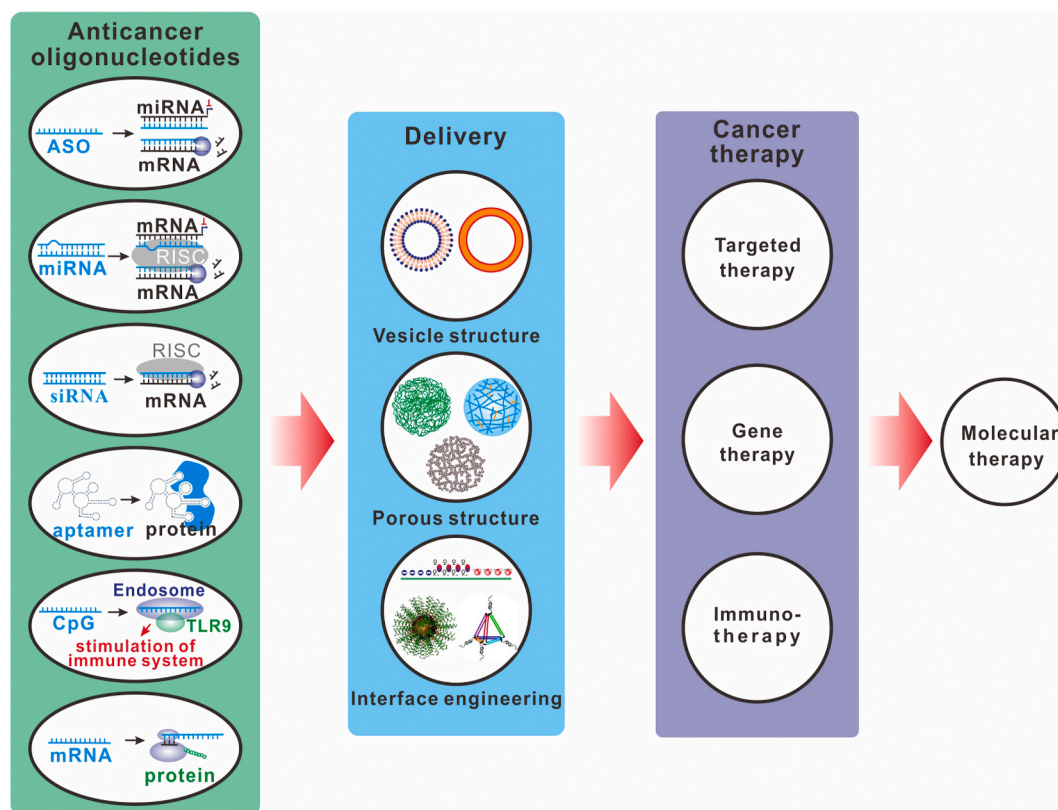 Anticancer
oligonucleotides
miRNA
ASO
mRNA
mRNA
miRNA
RISC
mRNA
RISC
siRNA
mRNA
aptamer
protein
Endosome
CpG
TLR9
stimulation of
immune system
mRNA
protein
Delivery
Vesicle structure
Porous structure
Interface engineering
Cancer
therapy
Targeted
therapy
Gene
therapy
Immuno-
therapy
Molecular
therapy